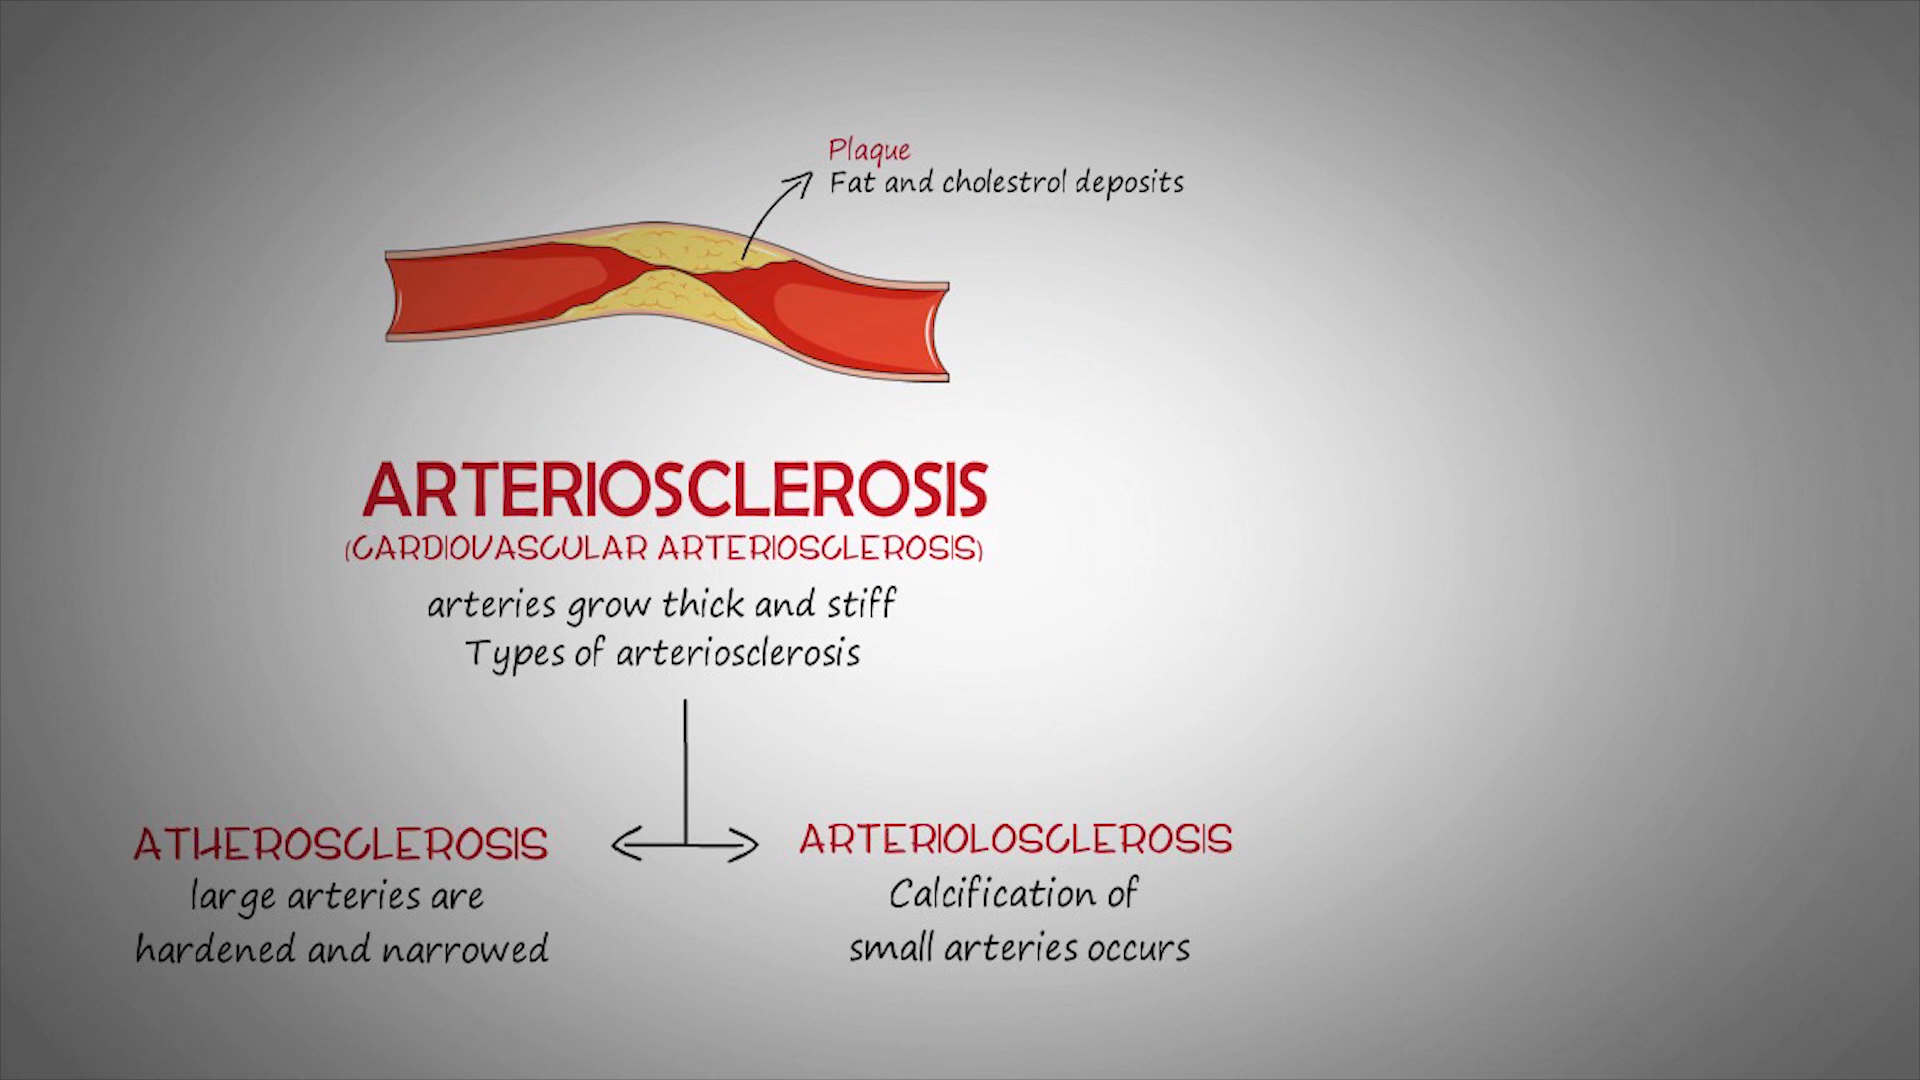 Plaque
Fat and cholestrol deposits
ARTERIOSCLEROSIS
(CARDIOVASCULAR ARTERIOSCLEROSIS)
arteries grow thick and stiff
Types of arteriosclerosis
ATHEROSCLEROSIS
large arteries are
hardened and narrowed
ARTERIOLOSCLEROSIS
Calcification of
small arteries occurs